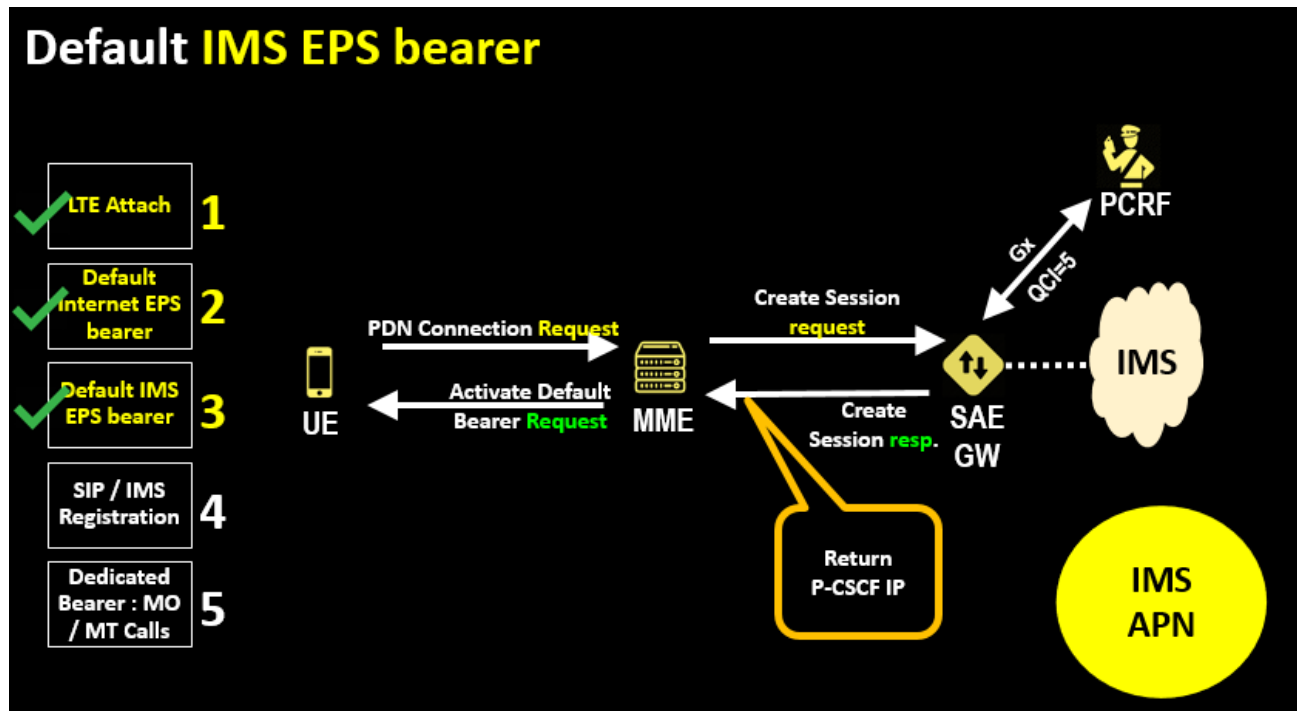 Default IMS EPS bearer
LTE Attach
1
Default
Internet EPS
bearer
2
Default IMS
EPS bearer
3
SIP / IMS
Registration
4
Dedicated
Bearer : MO
/ MT Calls
5
PDN Connection Request
Activate Default
Bearer Request
UE
MME
Create Session
request
Create
Session resp.
Return
P-CSCF IP
SAE
GW
Gx
QCI=5
PCRF
IMS
IMS
APN